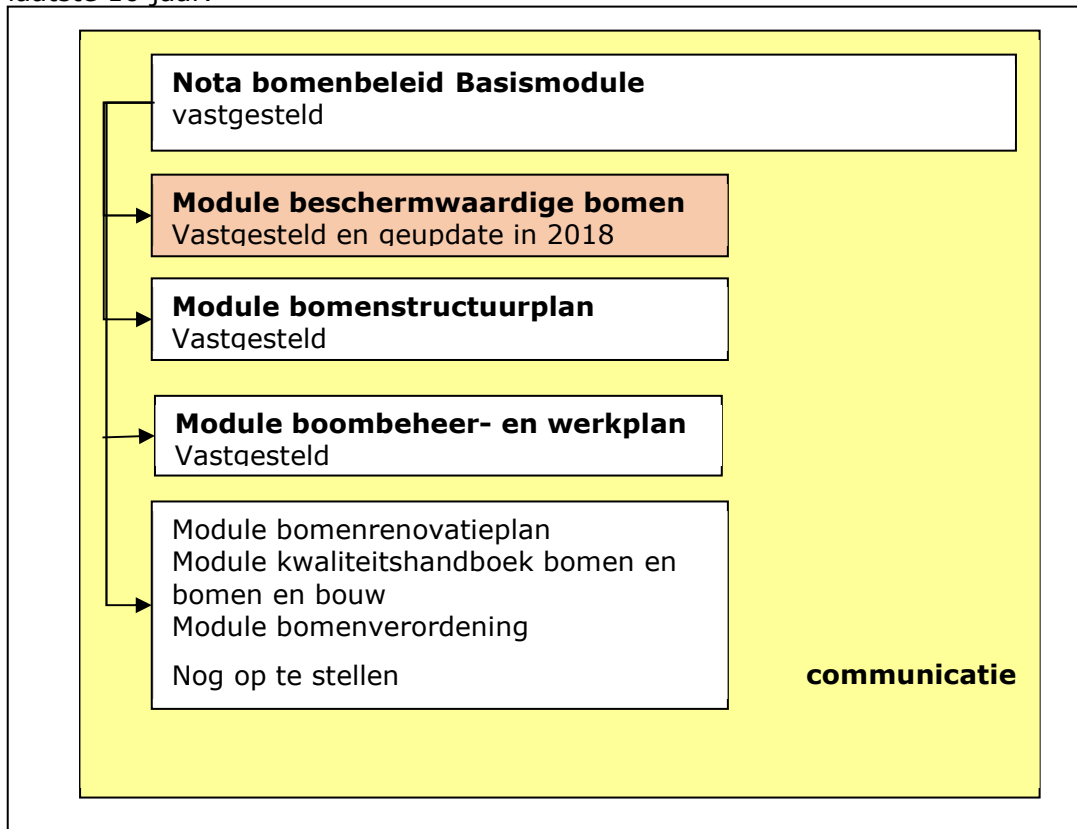 laatste 10 jaar.
Nota bomenbeleid Basismodule
vastgesteld
Module beschermwaardige bomen
Vastgesteld en geupdate in 2018
Module bomenstructuurplan
Vastgesteld
Module boombeheer- en werkplan
Vastgesteld
Module bomenrenovatieplan
Module kwaliteitshandboek bomen en
bomen en bouw
Module bomenverordening
Nog op te stellen
communicatie